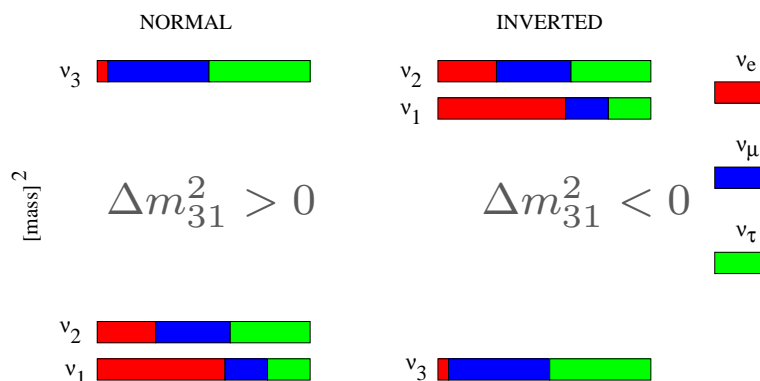 NORMAL
INVERTED
ν3
ν2
ν1
νe
νμ
ντ
[mass]²
Δm²₃₁ > 0
Δm²₃₁ < 0
ν2
ν1
ν3